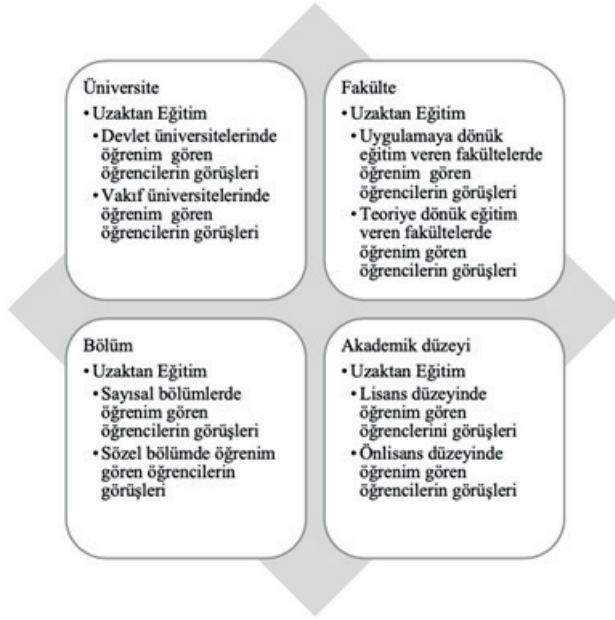 Üniversite
• Uzaktan Eğitim
• Devlet üniversitelerinde
öğrenim gören
öğrencilerin görüşleri
• Vakıf üniversitelerinde
öğrenim gören
öğrencilerin görüşleri
Fakülte
• Uzaktan Eğitim
• Uygulamaya dönük
eğitim veren fakültelerde
öğrenim gören
öğrencilerin görüşleri
• Teoriye dönük eğitim
veren fakültelerde
öğrenim gören
öğrencilerin görüşleri
Bölüm
• Uzaktan Eğitim
• Sayısal bölümlerde
öğrenim gören
öğrencilerin görüşleri
• Sözel bölümde öğrenim
gören öğrencilerin
görüşleri
Akademik düzeyi
• Uzaktan Eğitim
• Lisans düzeyinde
öğrenim gören
öğrenclerini görüşleri
• Önlisans düzeyinde
öğrenim gören
öğrencilerin görüşleri